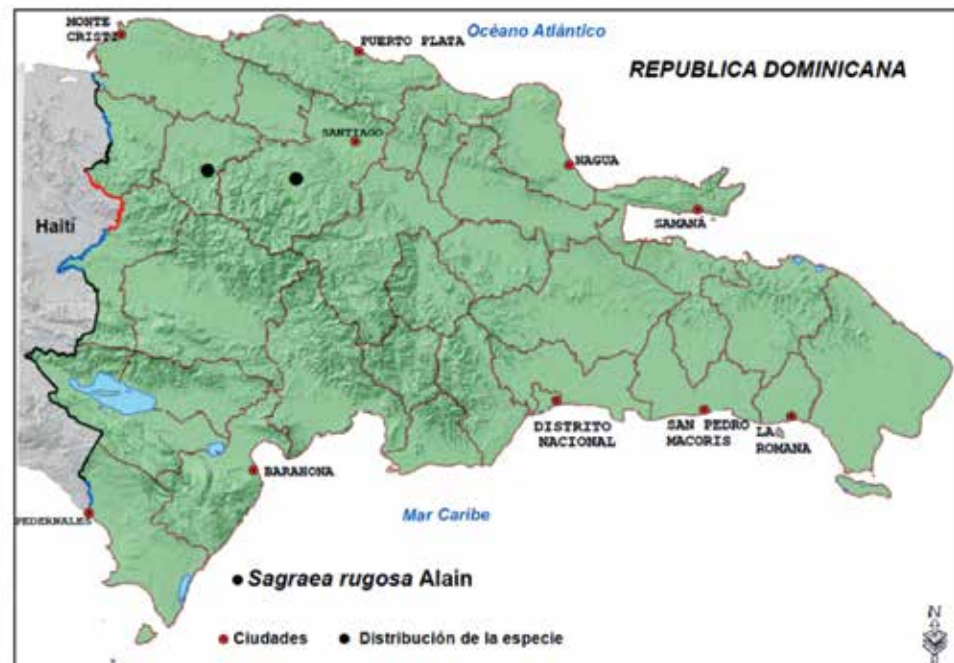 MONTE
CRISTI
PUERTO PLATA
Océano Atlántico
REPUBLICA DOMINICANA
SANTIAGO
NAGUA
Haití
SAMANÁ
DISTRITO
NACIONAL
SAN PEDRO
MACORIS
LA
ROMANA
BARAHONA
PEDERNALES
Mar Caribe
Sagraea rugosa Alain
Ciudades
Distribución de la especie
N